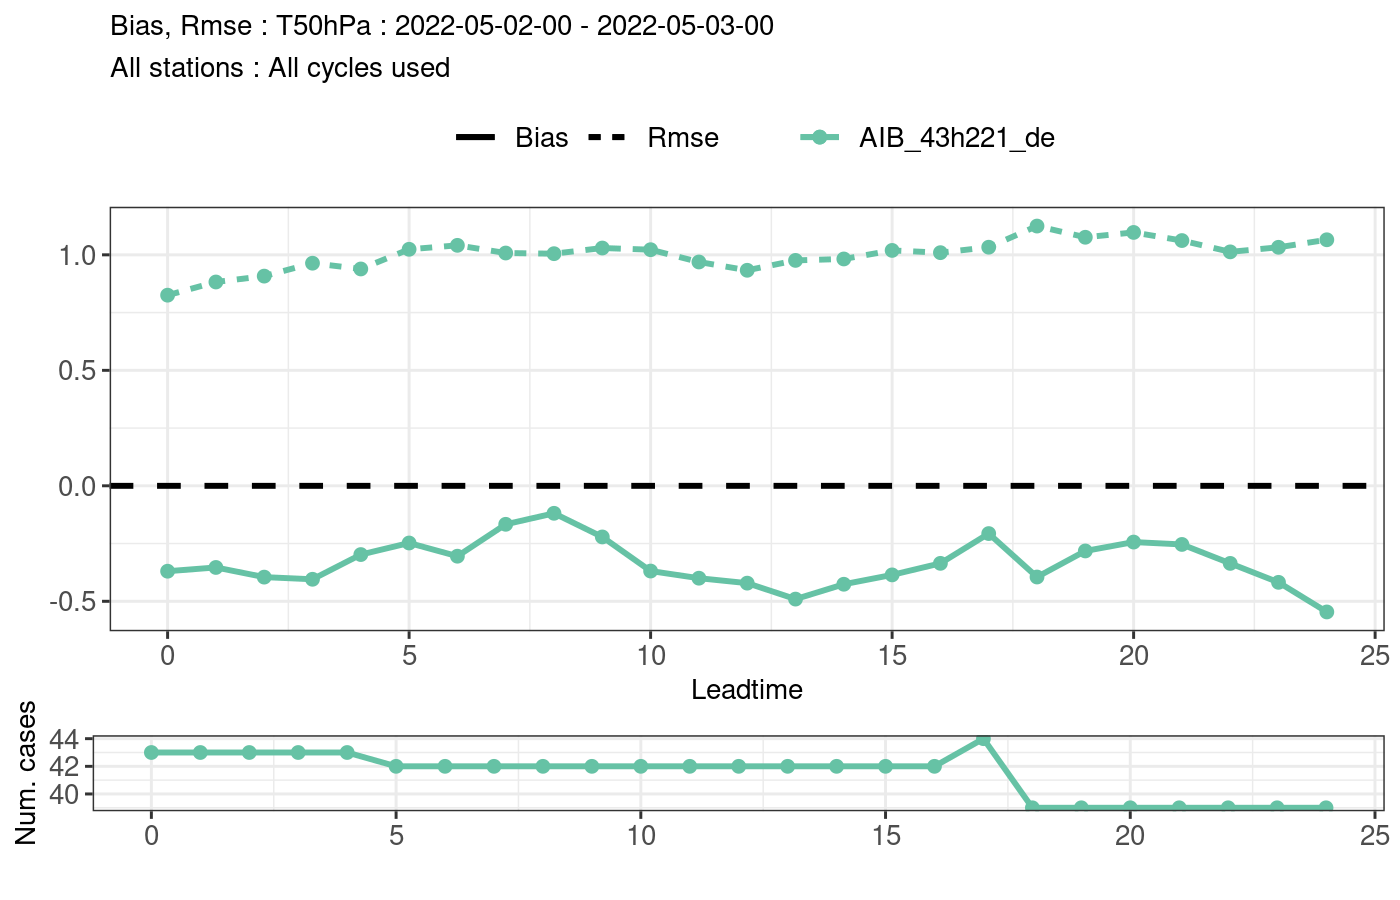 Bias, Rmse : T50hPa : 2022-05-02-00 - 2022-05-03-00
All stations : All cycles used
Bias Rmse AIB_43h221_de
1.0
0.5
0.0
-0.5
0 5 10 15 20 25
Leadtime
Num. cases
44
42
40
0 5 10 15 20 25